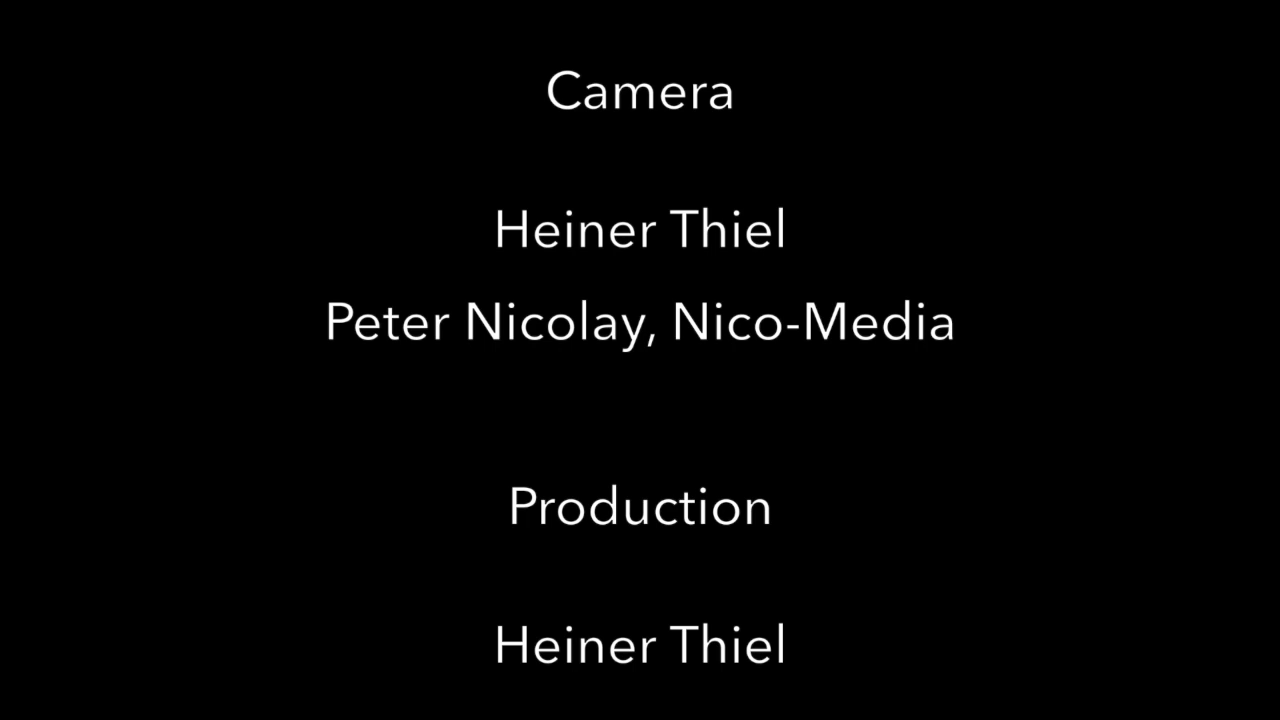 Camera
Heiner Thiel
Peter Nicolay, Nico-Media
Production
Heiner Thiel